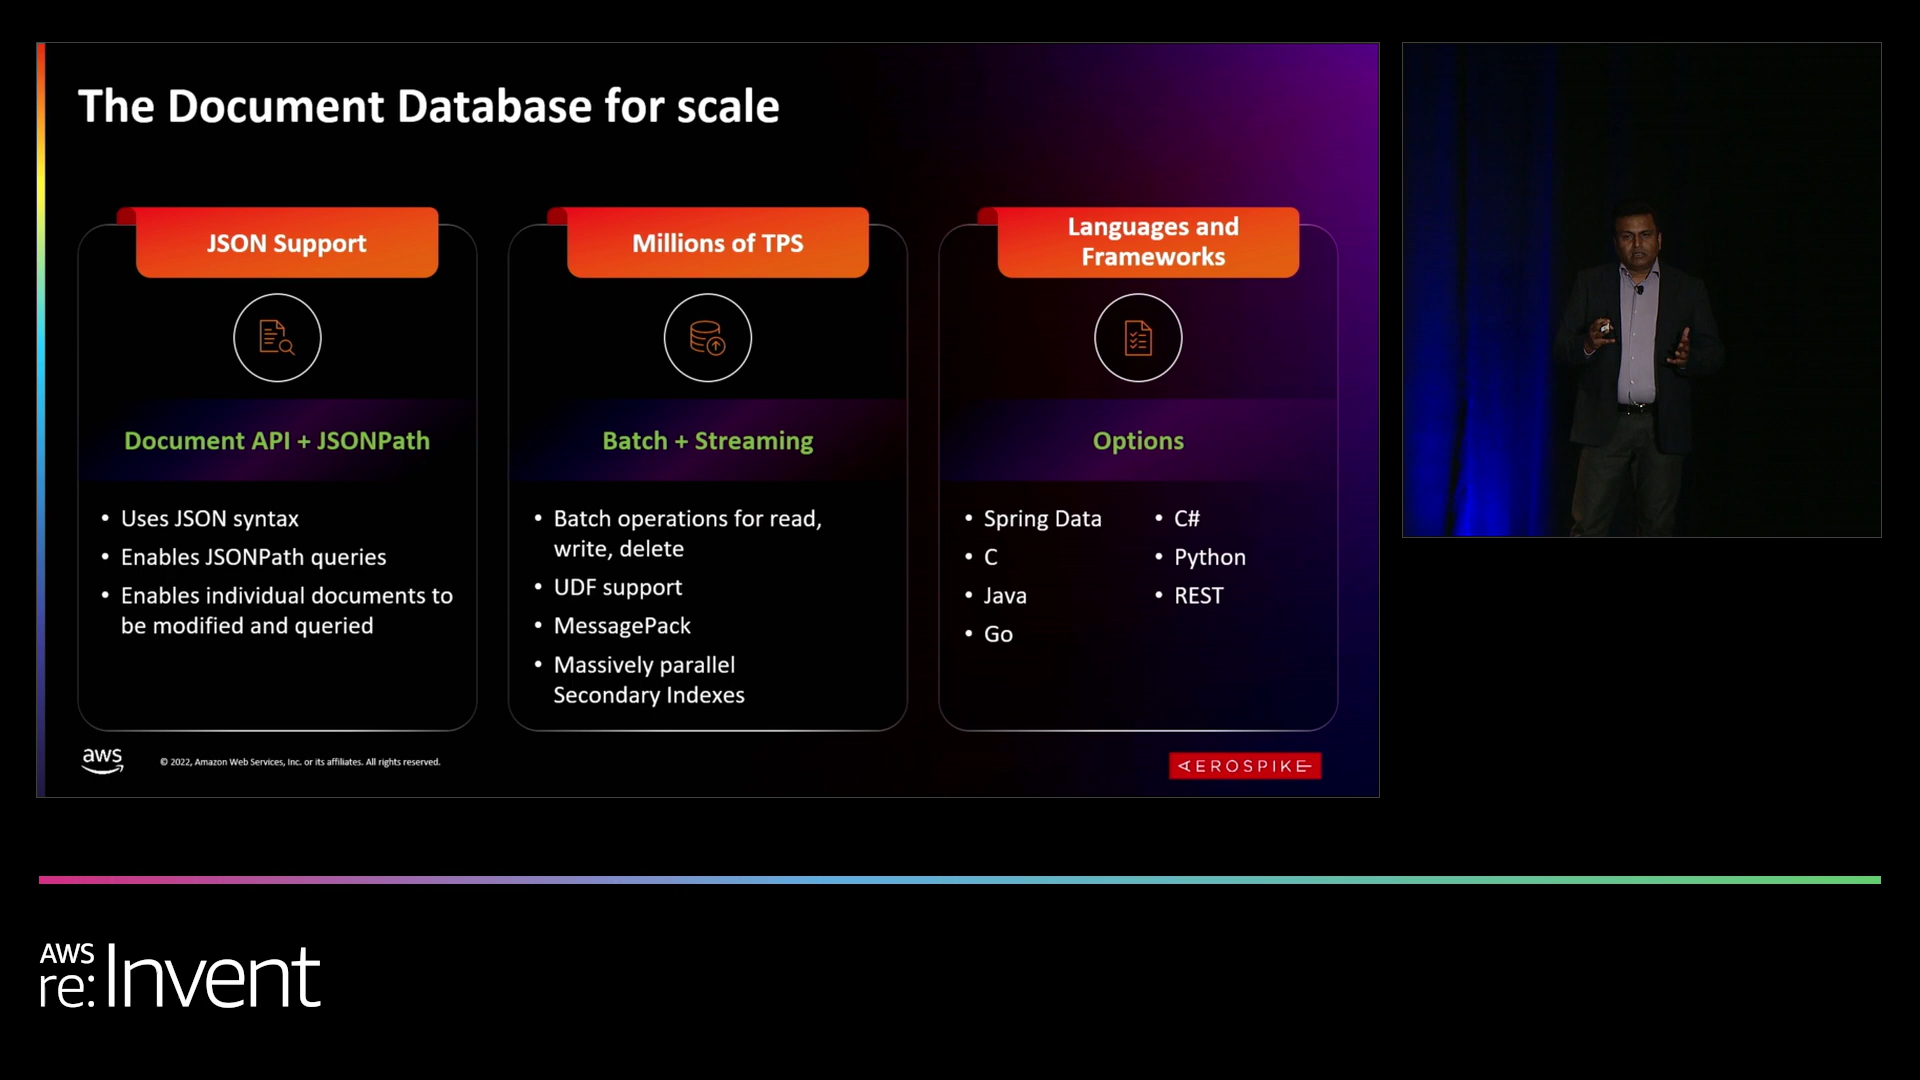 The Document Database for scale
JSON Support
Document API + JSONPath
• Uses JSON syntax
• Enables JSONPath queries
• Enables individual documents to
be modified and queried
Millions of TPS
Batch + Streaming
• Batch operations for read,
write, delete
• UDF support
• MessagePack
• Massively parallel
Secondary Indexes
Languages and
Frameworks
Options
• Spring Data
• C
• Java
• Go
• C#
• Python
• REST
aws
© 2022, Amazon Web Services, Inc. or its affiliates. All rights reserved.
AEROSPIKE
AWS
re:Invent